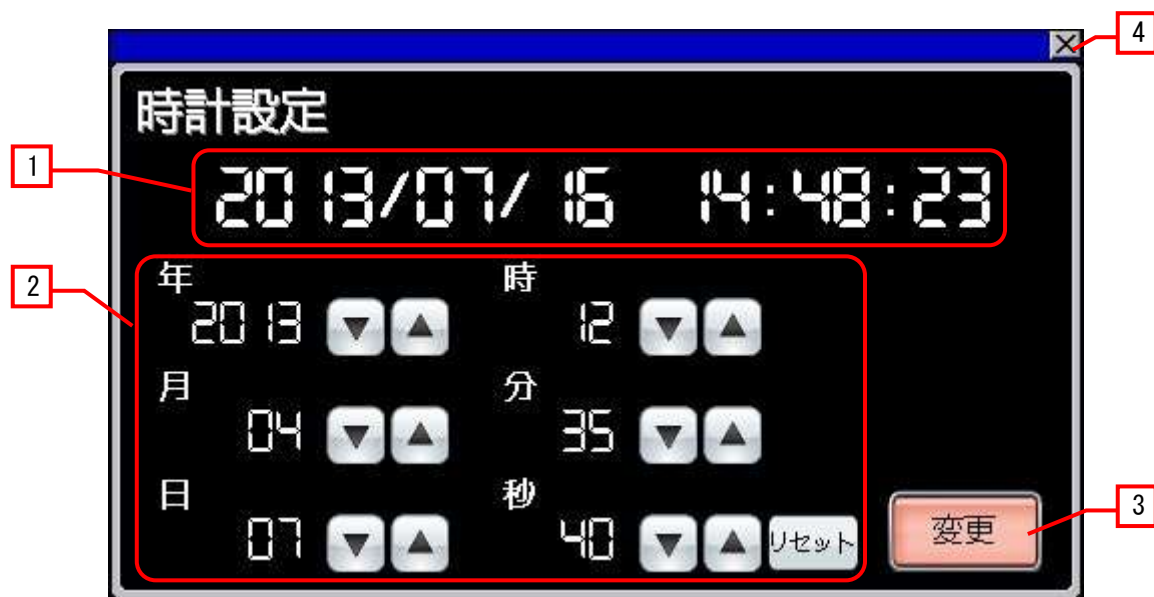 4
時計設定
1
2013/07/16 14:48:23
2
年 時
2013 ▼ ▲ 12 ▼ ▲
月 分
04 ▼ ▲ 35 ▼ ▲
日 秒
07 ▼ ▲ 40 ▼ ▲ リセット
変更
3